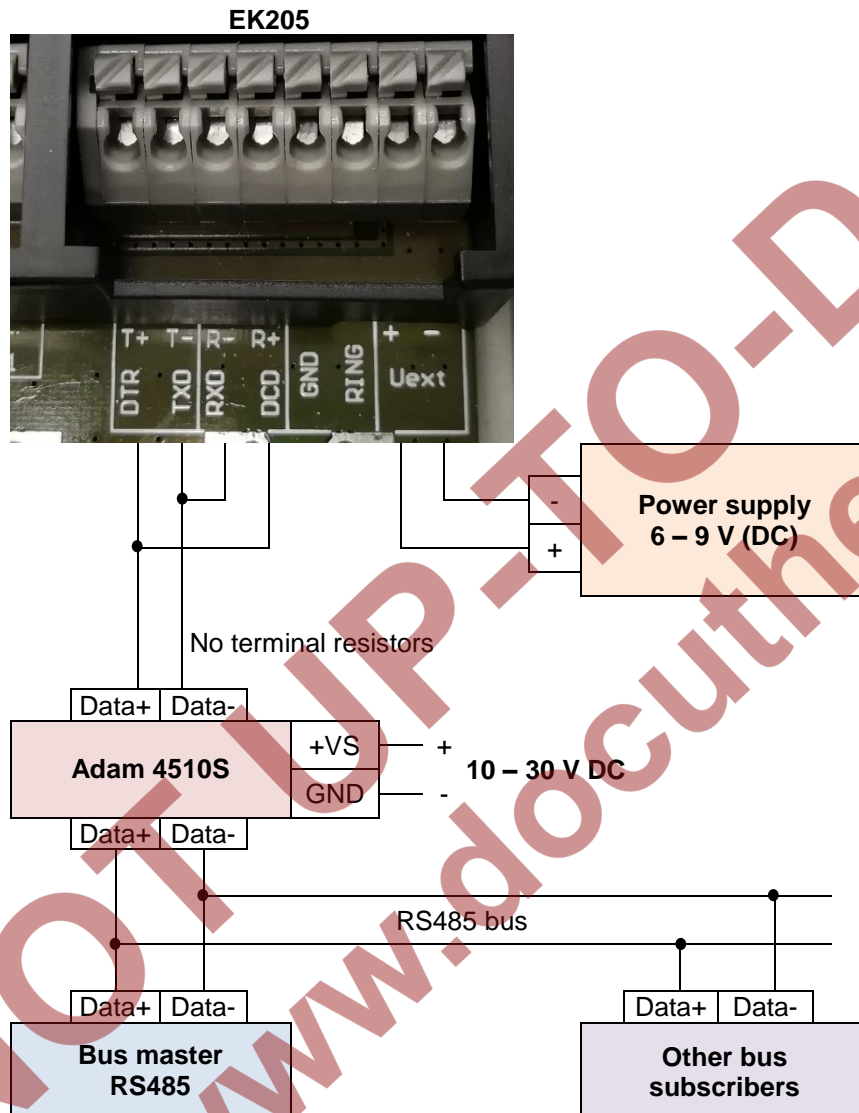 EK205
T+ T- R- R+ + -
DTR TXD RXD DCD GND RING Uext
- Power supply
+ 6 – 9 V (DC)
No terminal resistors
Data+ Data-
Adam 4510S +VS + 10 – 30 V DC
GND -
Data+ Data-
RS485 bus
Data+ Data- Data+ Data-
Bus master Other bus
RS485 subscribers
NOT UP-TO-D
www.docuthe